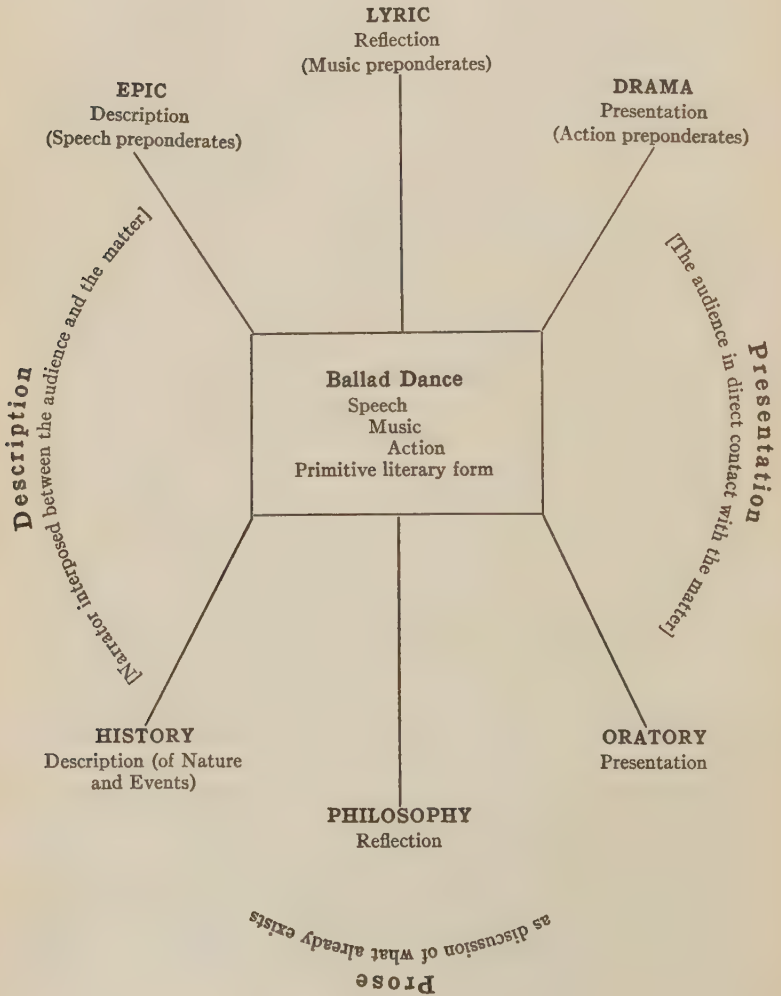 LYRIC
Reflection
(Music preponderates)
EPIC
Description
(Speech preponderates)
DRAMA
Presentation
(Action preponderates)
Description
[Narrator interposed between the audience and the matter]
[The audience in direct contact with the matter]
Presentation
Ballad Dance
Speech
Music
Action
Primitive literary form
HISTORY
Description (of Nature
and Events)
ORATORY
Presentation
PHILOSOPHY
Reflection
as discussion of what already exists
Prose